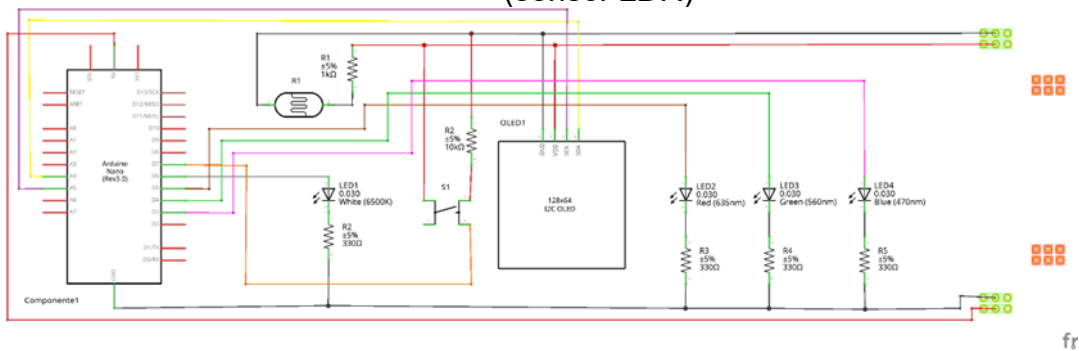 (sensor LDR)
R1
±5%
1kΩ
R1
RESET
AREF
A0
A1
A2
A3
A4
A5
A6
A7
D13/SCK
D12/MISO
D11/MOSI
D10
D9
D8
D7
D6
D5
D4
D3
D2
D1/TX
D0/RX
Arduino
Nano
(Rev3.0)
GND
Componente1
LED1
0.030
White (6500K)
R2
±5%
330Ω
R2
±5%
10kΩ
S1
OLED1
GND
VDD
SCK
SDA
128x64
I2C OLED
LED2
0.030
Red (635nm)
R3
±5%
330Ω
LED3
0.030
Green (560nm)
R4
±5%
330Ω
LED4
0.030
Blue (470nm)
R5
±5%
330Ω